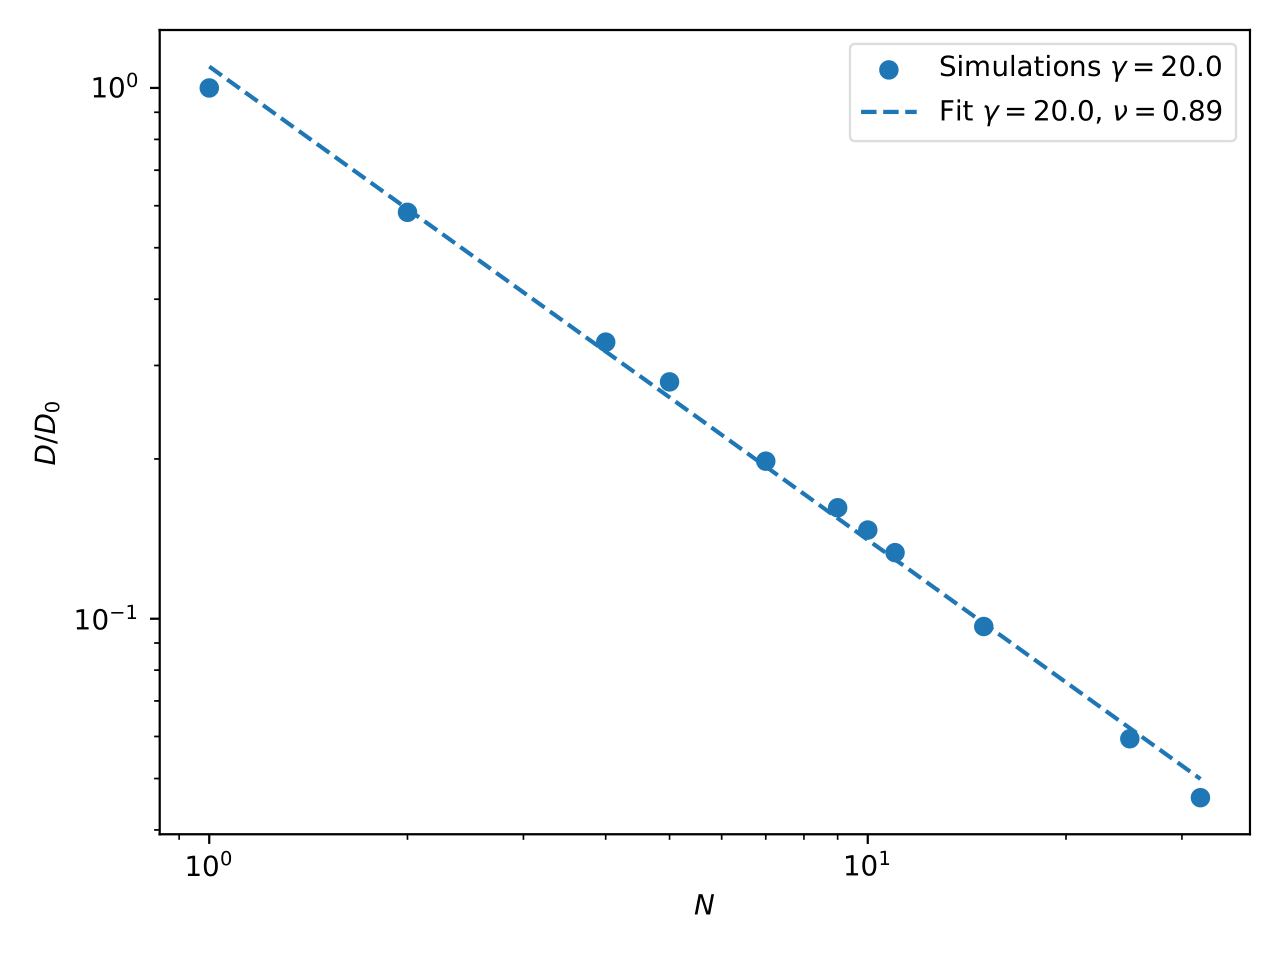 Simulations γ = 20.0
Fit γ = 20.0, ν = 0.89
10⁰
10⁻¹
D/D₀
10⁰
10¹
N